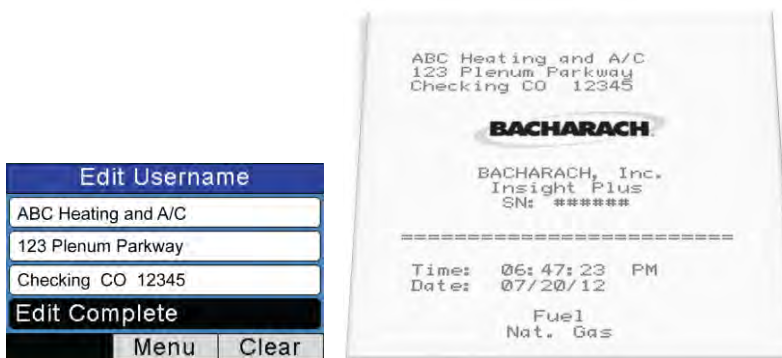 Edit Username
ABC Heating and A/C
123 Plenum Parkway
Checking CO 12345
Edit Complete
Menu Clear
ABC Heating and A/C
123 Plenum Parkway
Checking CO 12345
BACHARACH
BACHARACH, Inc.
Insight Plus
SN: ######
==========================
Time: 06:47:23 PM
Date: 07/20/12
Fuel
Nat. Gas